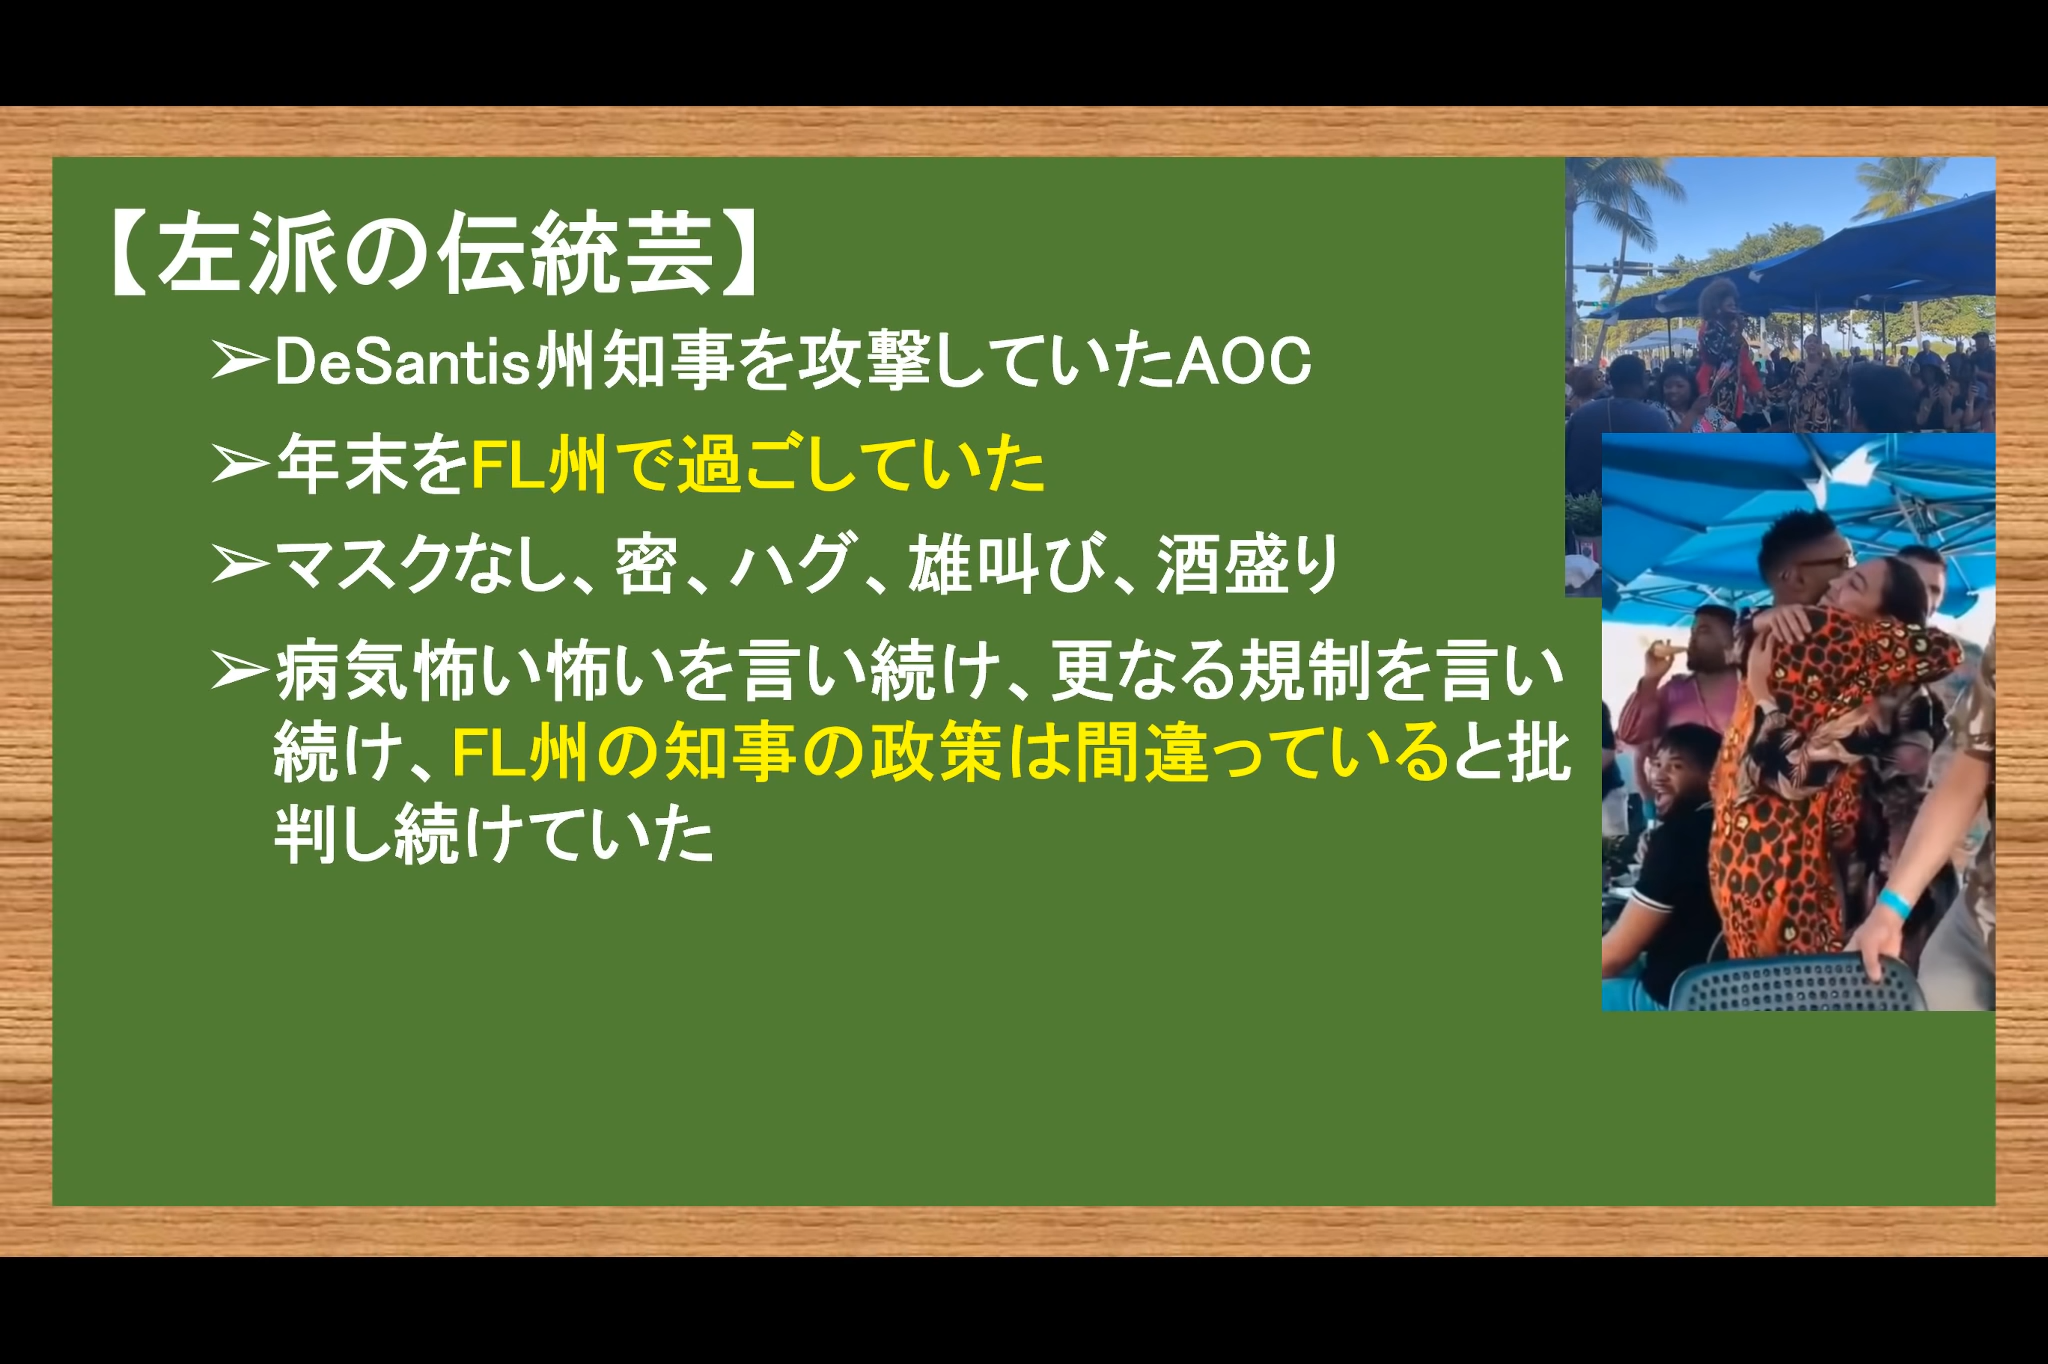 【左派の伝統芸】
➢DeSantis州知事を攻撃していたAOC
➢年末をFL州で過ごしていた
➢マスクなし、密、ハグ、雄叫び、酒盛り
➢病気怖い怖いを言い続け、更なる規制を言い
続け、FL州の知事の政策は間違っていると批
判し続けていた